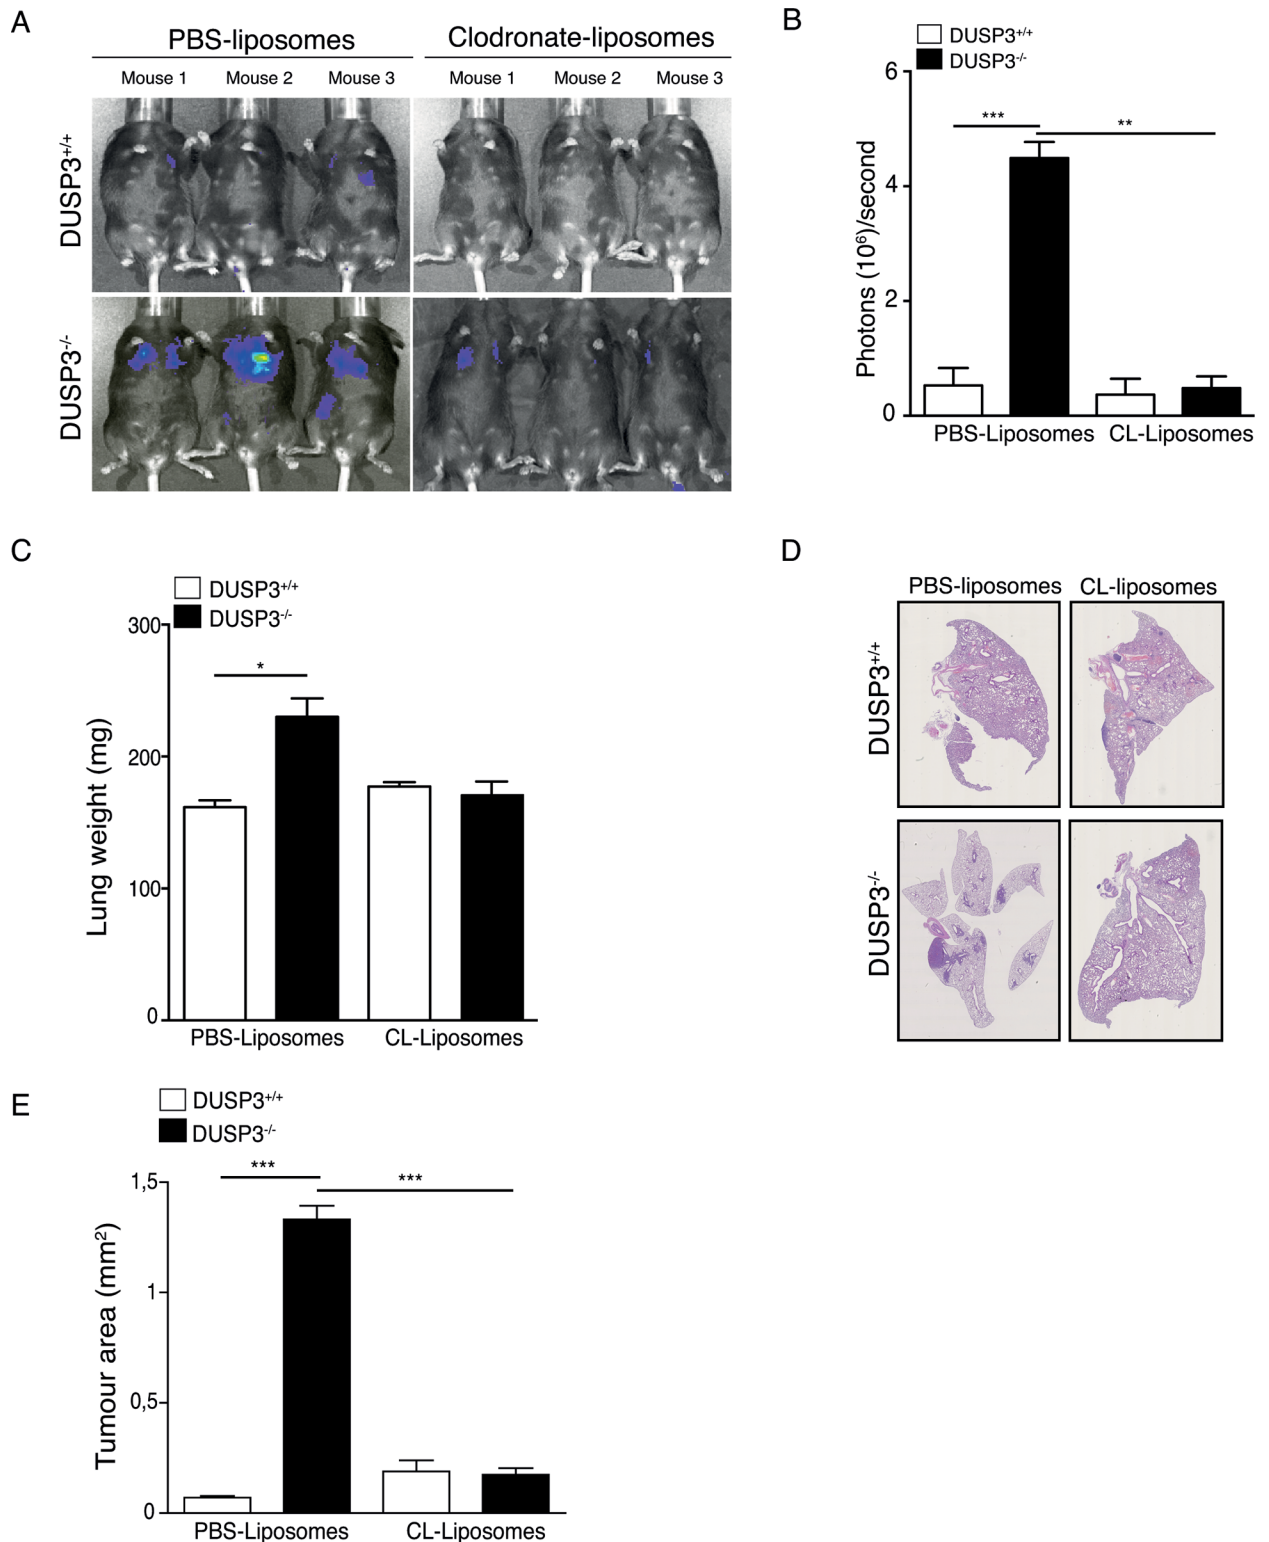 A
PBS-liposomes
Clodronate-liposomes
Mouse 1 Mouse 2 Mouse 3
Mouse 1 Mouse 2 Mouse 3
DUSP3+/+
DUSP3-/-
B
DUSP3+/+
DUSP3-/-
Photons (10⁶)/second
6
4
2
0
***
**
PBS-Liposomes CL-Liposomes
C
DUSP3+/+
DUSP3-/-
Lung weight (mg)
300
200
100
0
*
PBS-Liposomes CL-Liposomes
D
PBS-liposomes CL-liposomes
DUSP3+/+
DUSP3-/-
E
DUSP3+/+
DUSP3-/-
Tumour area (mm²)
1,5
1
0,5
0
***
***
PBS-Liposomes CL-Liposomes